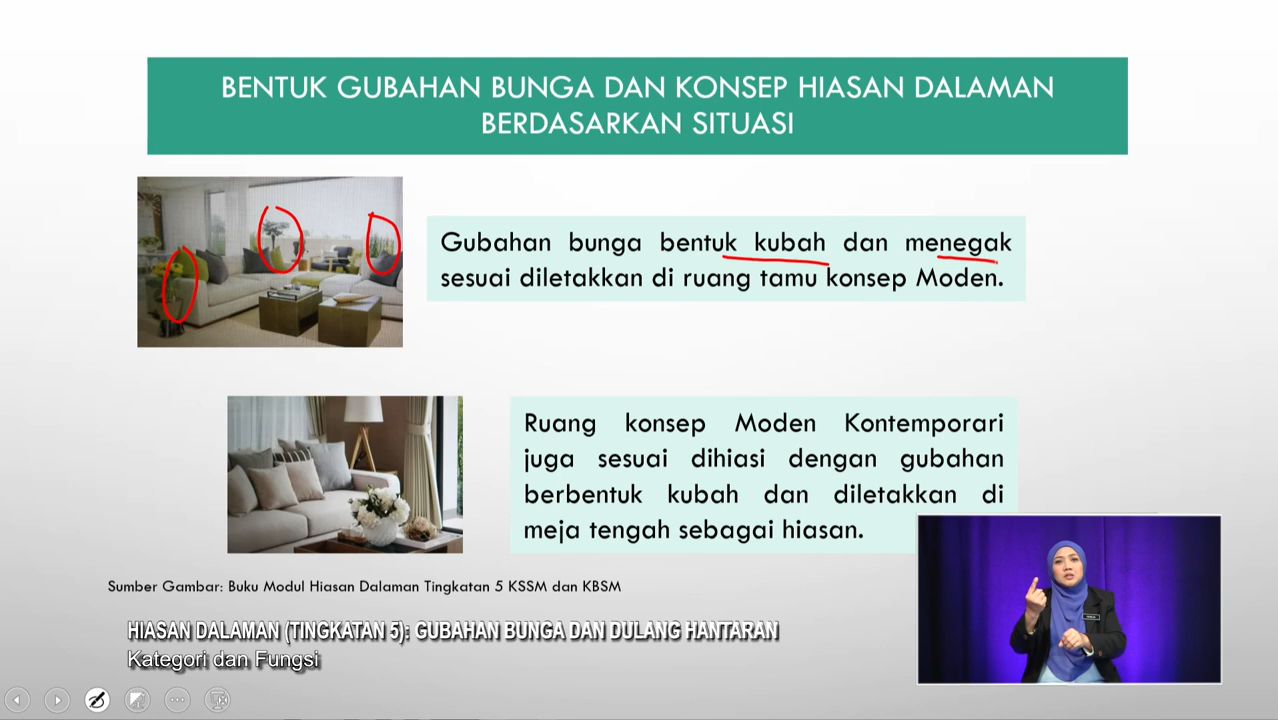 BENTUK GUBAHAN BUNGA DAN KONSEP HIASAN DALAMAN
BERDASARKAN SITUASI
Gubahan bunga bentuk kubah dan menegak
sesuai diletakkan di ruang tamu konsep Moden.
Ruang konsep Moden Kontemporari
juga sesuai dihiasi dengan gubahan
berbentuk kubah dan diletakkan di
meja tengah sebagai hiasan.
Sumber Gambar: Buku Modul Hiasan Dalaman Tingkatan 5 KSSM dan KBSM
HIASAN DALAMAN (TINGKATAN 5): GUBAHAN BUNGA DAN DULANG HANTARAN
Kategori dan Fungsi